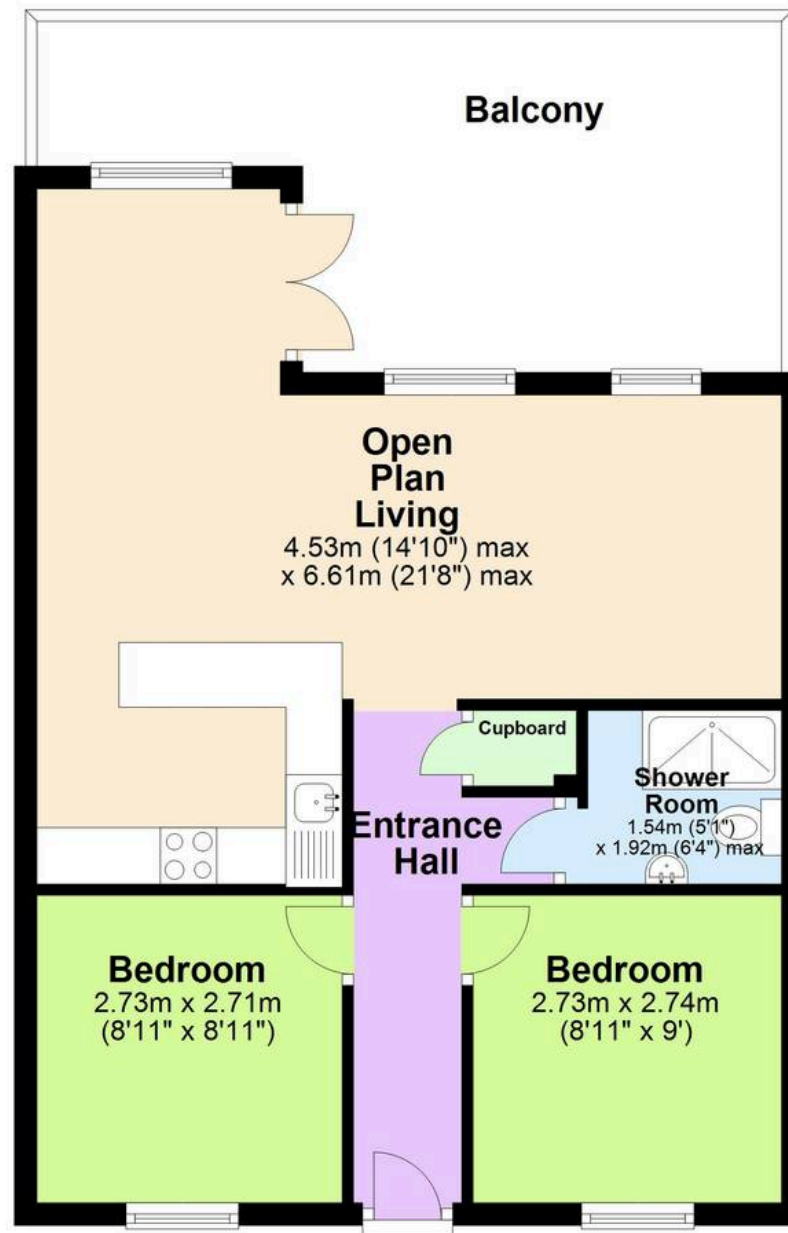 Balcony
Open
Plan
Living
4.53m (14'10") max
x 6.61m (21'8") max
Cupboard
Shower
Room
1.54m (5'1")
x 1.92m (6'4") max
Entrance
Hall
Bedroom
2.73m x 2.71m
(8'11" x 8'11")
Bedroom
2.73m x 2.74m
(8'11" x 9')